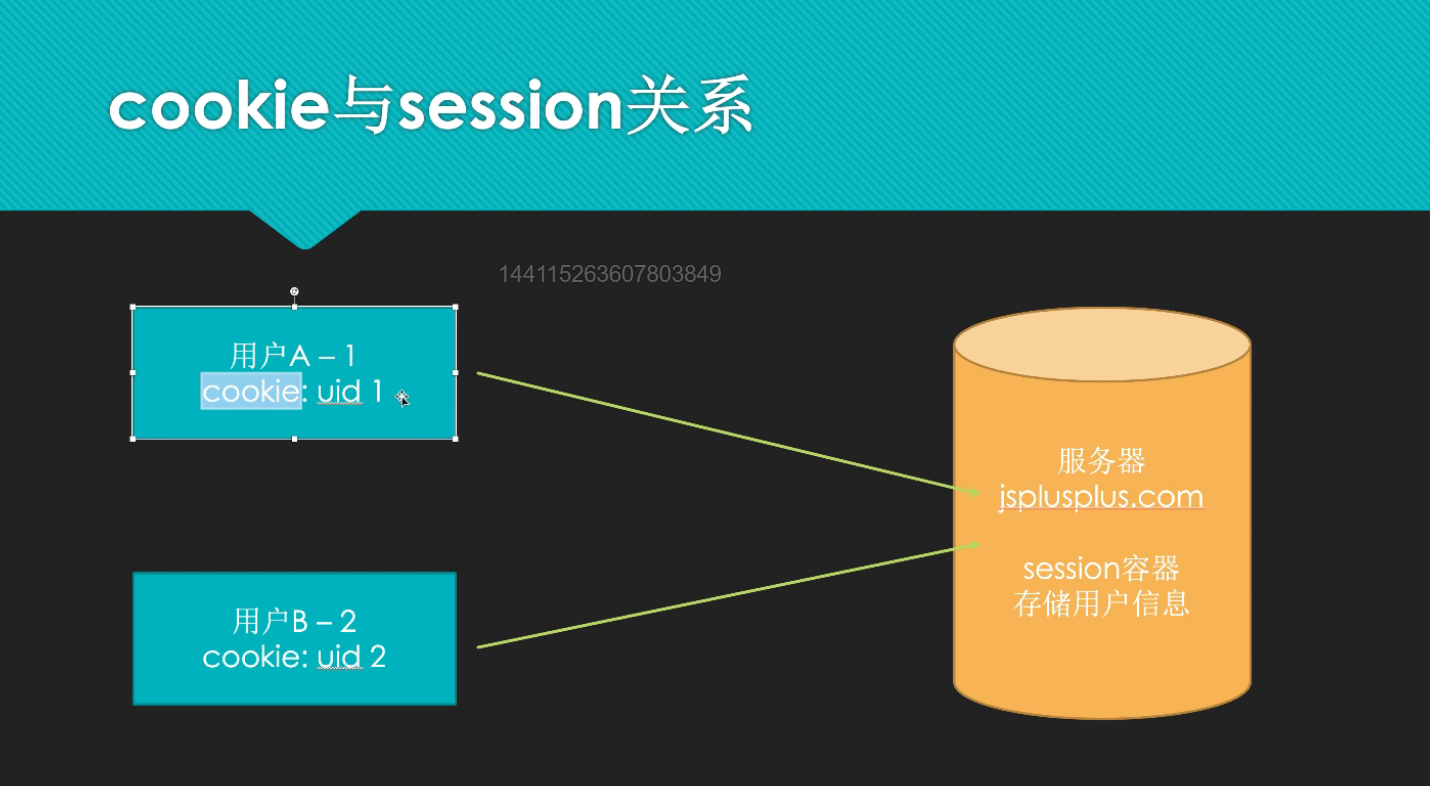 cookie与session关系
144115263607803849
用户A – 1
cookie: uid 1
服务器
jsplusplus.com
session容器
存储用户信息
用户B – 2
cookie: uid 2